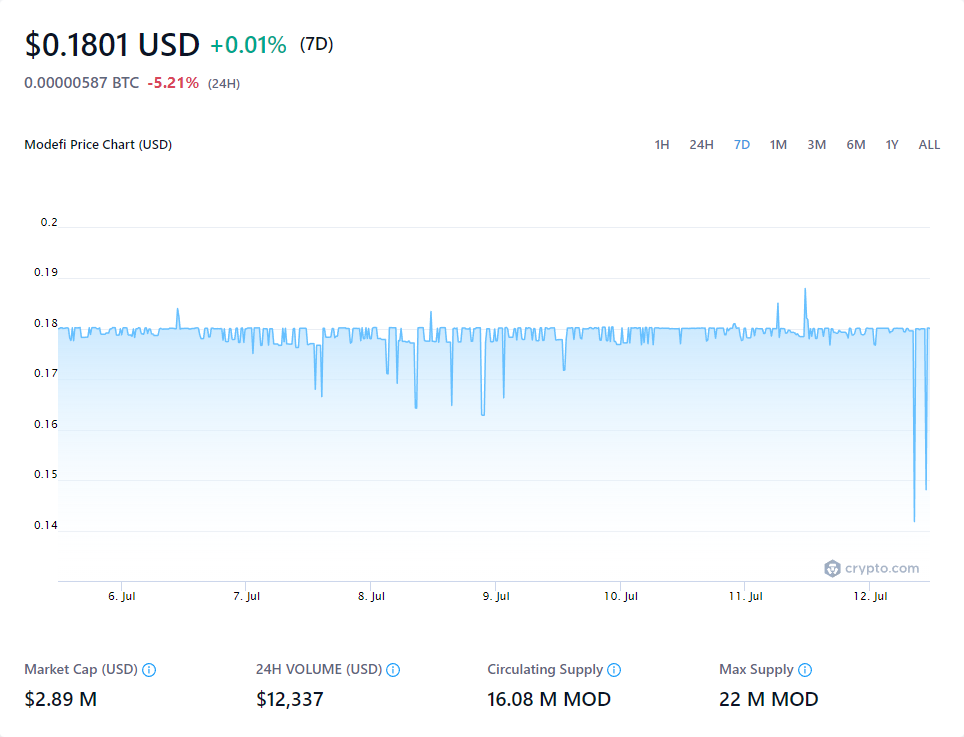 $0.1801 USD +0.01% (7D)
0.00000587 BTC -5.21% (24H)
Modefi Price Chart (USD) 1H 24H 7D 1M 3M 6M 1Y ALL
0.2
0.19
0.18
0.17
0.16
0.15
0.14
crypto.com
6. Jul 7. Jul 8. Jul 9. Jul 10. Jul 11. Jul 12. Jul
Market Cap (USD) 24H VOLUME (USD) Circulating Supply Max Supply
$2.89 M $12,337 16.08 M MOD 22 M MOD